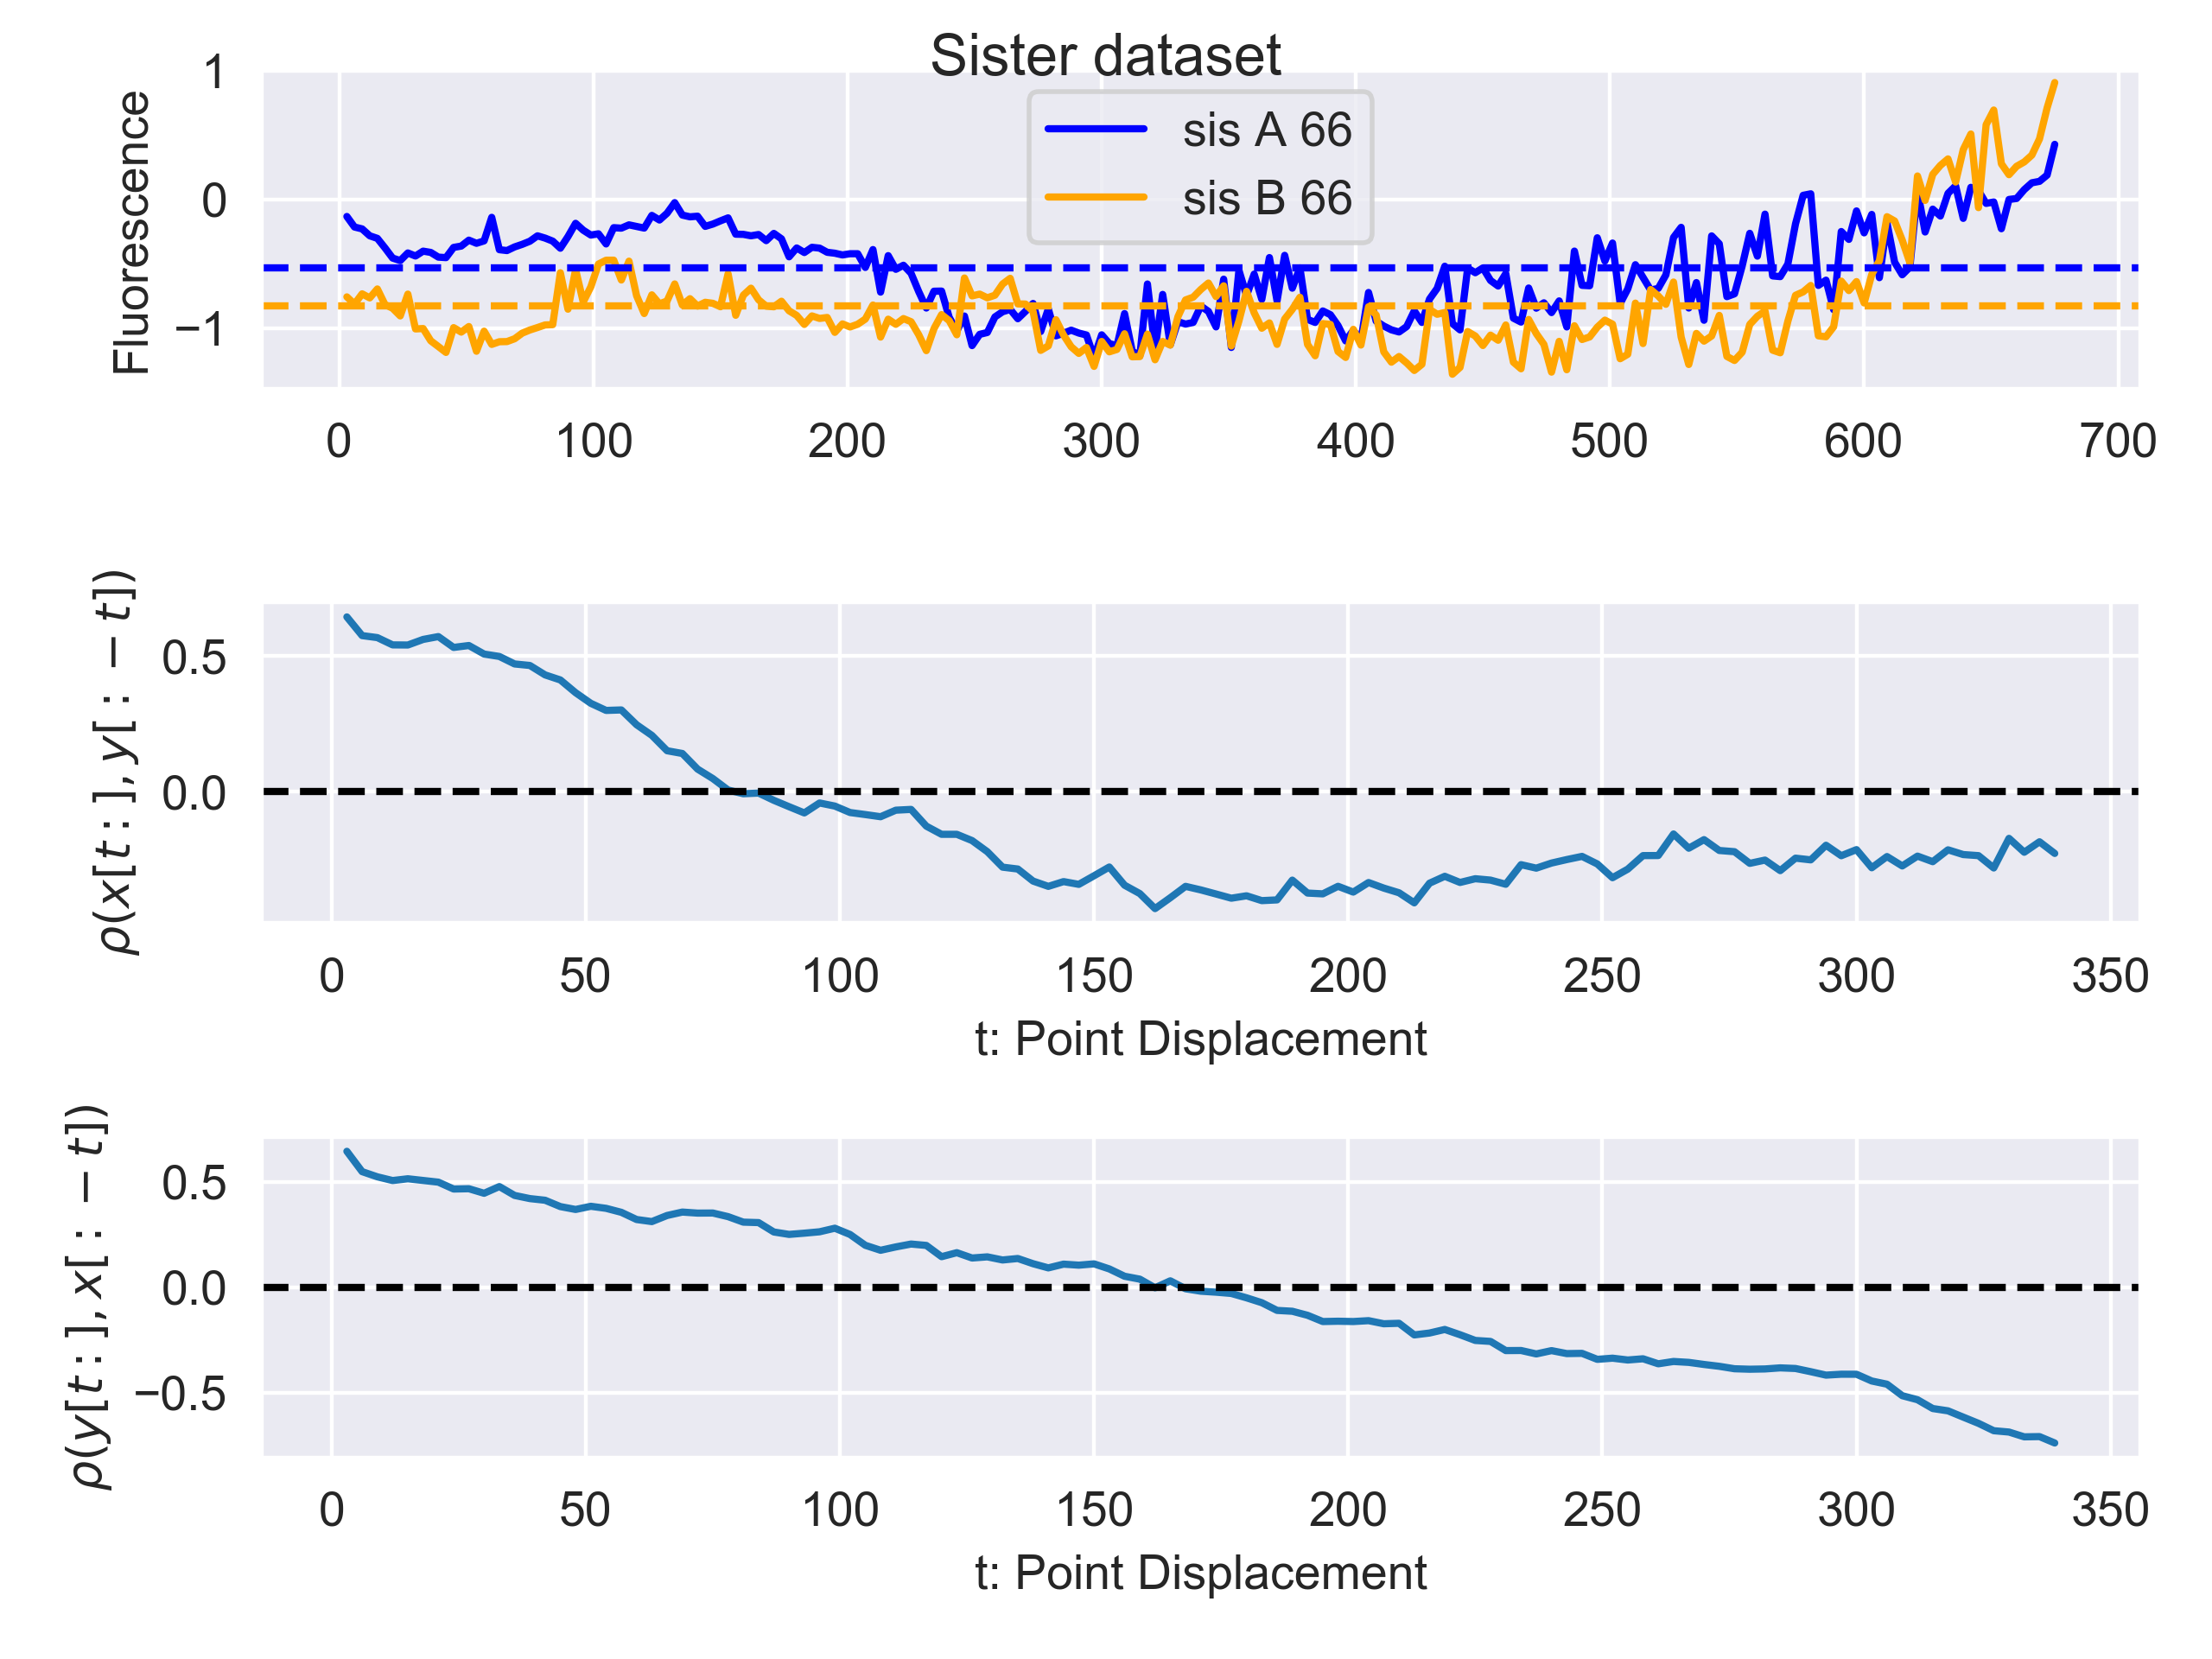 Sister dataset
Fluorescence
1
0
−1
sis A 66
sis B 66
0 100 200 300 400 500 600 700
ρ(x[t:], y[: −t])
0.5
0.0
0 50 100 150 200 250 300 350
t: Point Displacement
ρ(y[t:], x[: −t])
0.5
0.0
−0.5
0 50 100 150 200 250 300 350
t: Point Displacement